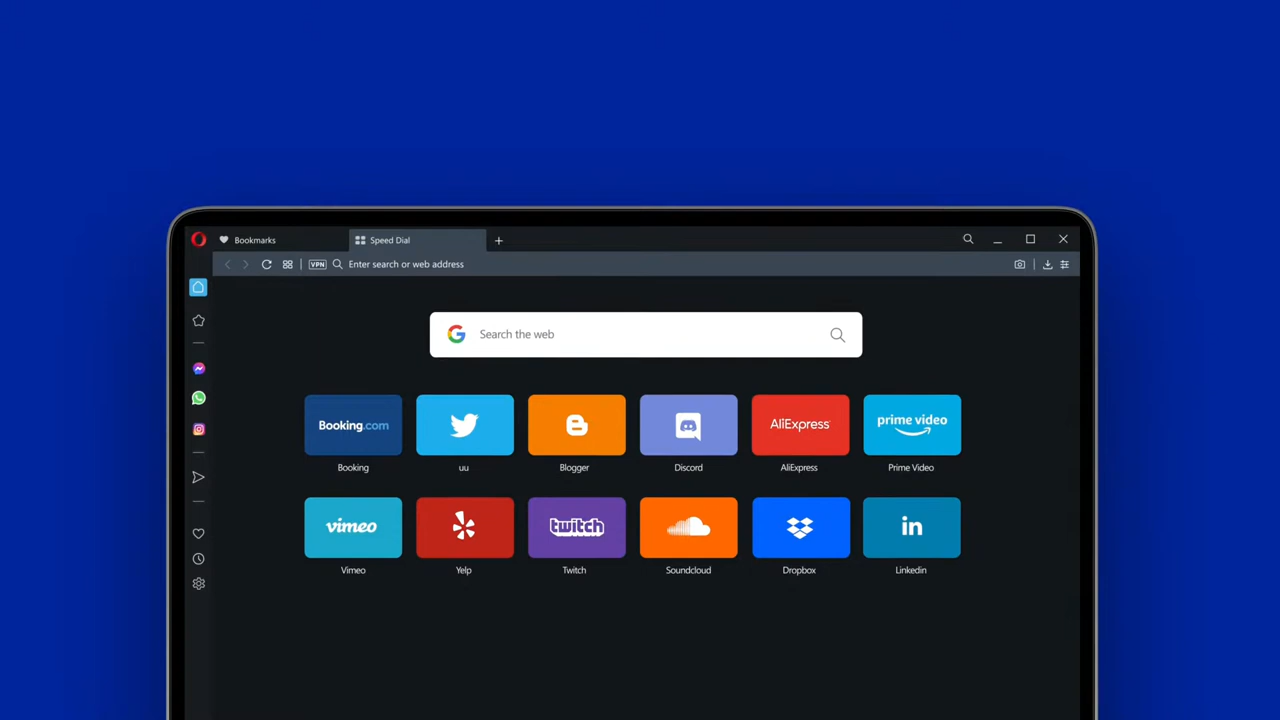 Bookmarks
Speed Dial
VPN
Enter search or web address
Search the web
Booking.com
AliExpress
prime video
Booking
uu
Blogger
Discord
AliExpress
Prime Video
vimeo
twitch
in
Vimeo
Yelp
Twitch
Soundcloud
Dropbox
Linkedin